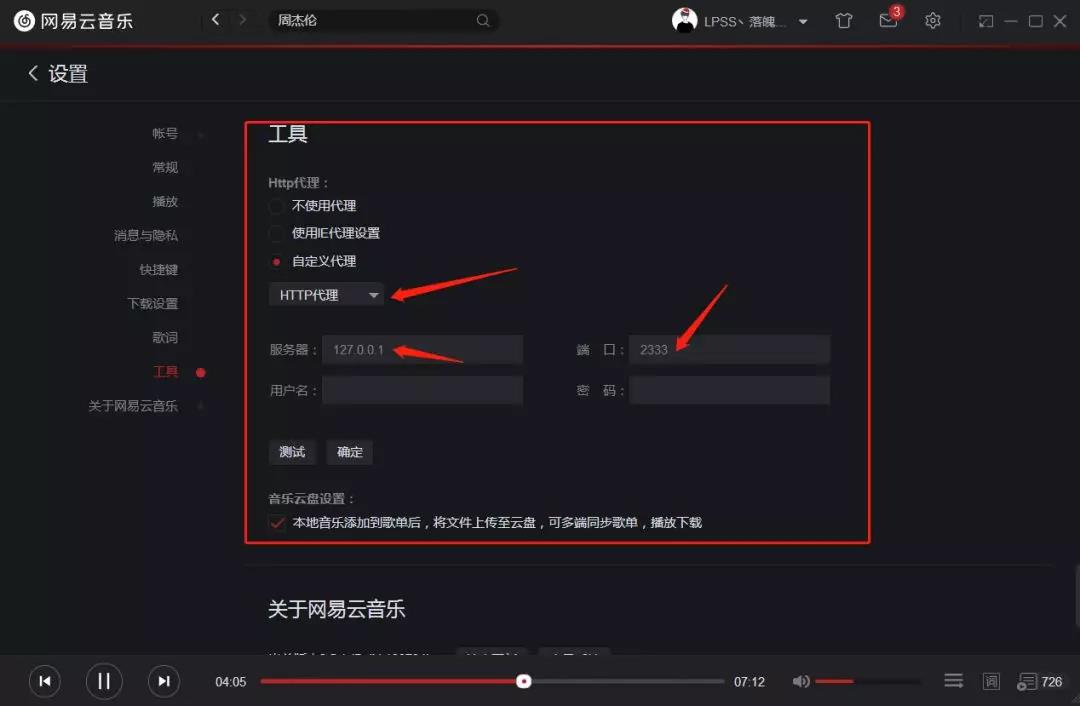 网易云音乐
周杰伦
LPSS丶落魄...
3
设置
帐号
常规
播放
消息与隐私
快捷键
下载设置
歌词
工具
关于网易云音乐
工具
Http代理：
不使用代理
使用IE代理设置
自定义代理
HTTP代理
服务器： 127.0.0.1 端 口： 2333
用户名： 密 码：
测试 确定
音乐云盘设置：
本地音乐添加到歌单后，将文件上传至云盘，可多端同步歌单，播放下载
关于网易云音乐
04:05 07:12 词 726